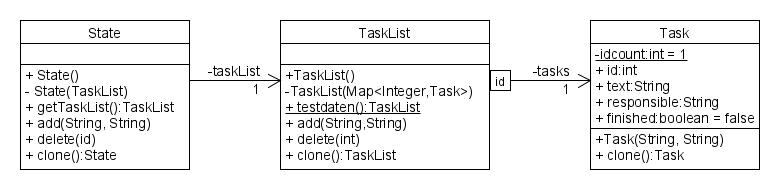 State
+ State()
- State(TaskList)
+ getTaskList():TaskList
+ add(String, String)
+ delete(id)
+ clone():State
-taskList
1
TaskList
+TaskList()
-TaskList(Map<Integer,Task>)
+ testdaten():TaskList
+ add(String,String)
+ delete(int)
+ clone():TaskList
id
-tasks
1
Task
-idcount:int = 1
+ id:int
+ text:String
+ responsible:String
+ finished:boolean = false
+Task(String, String)
+ clone:Task